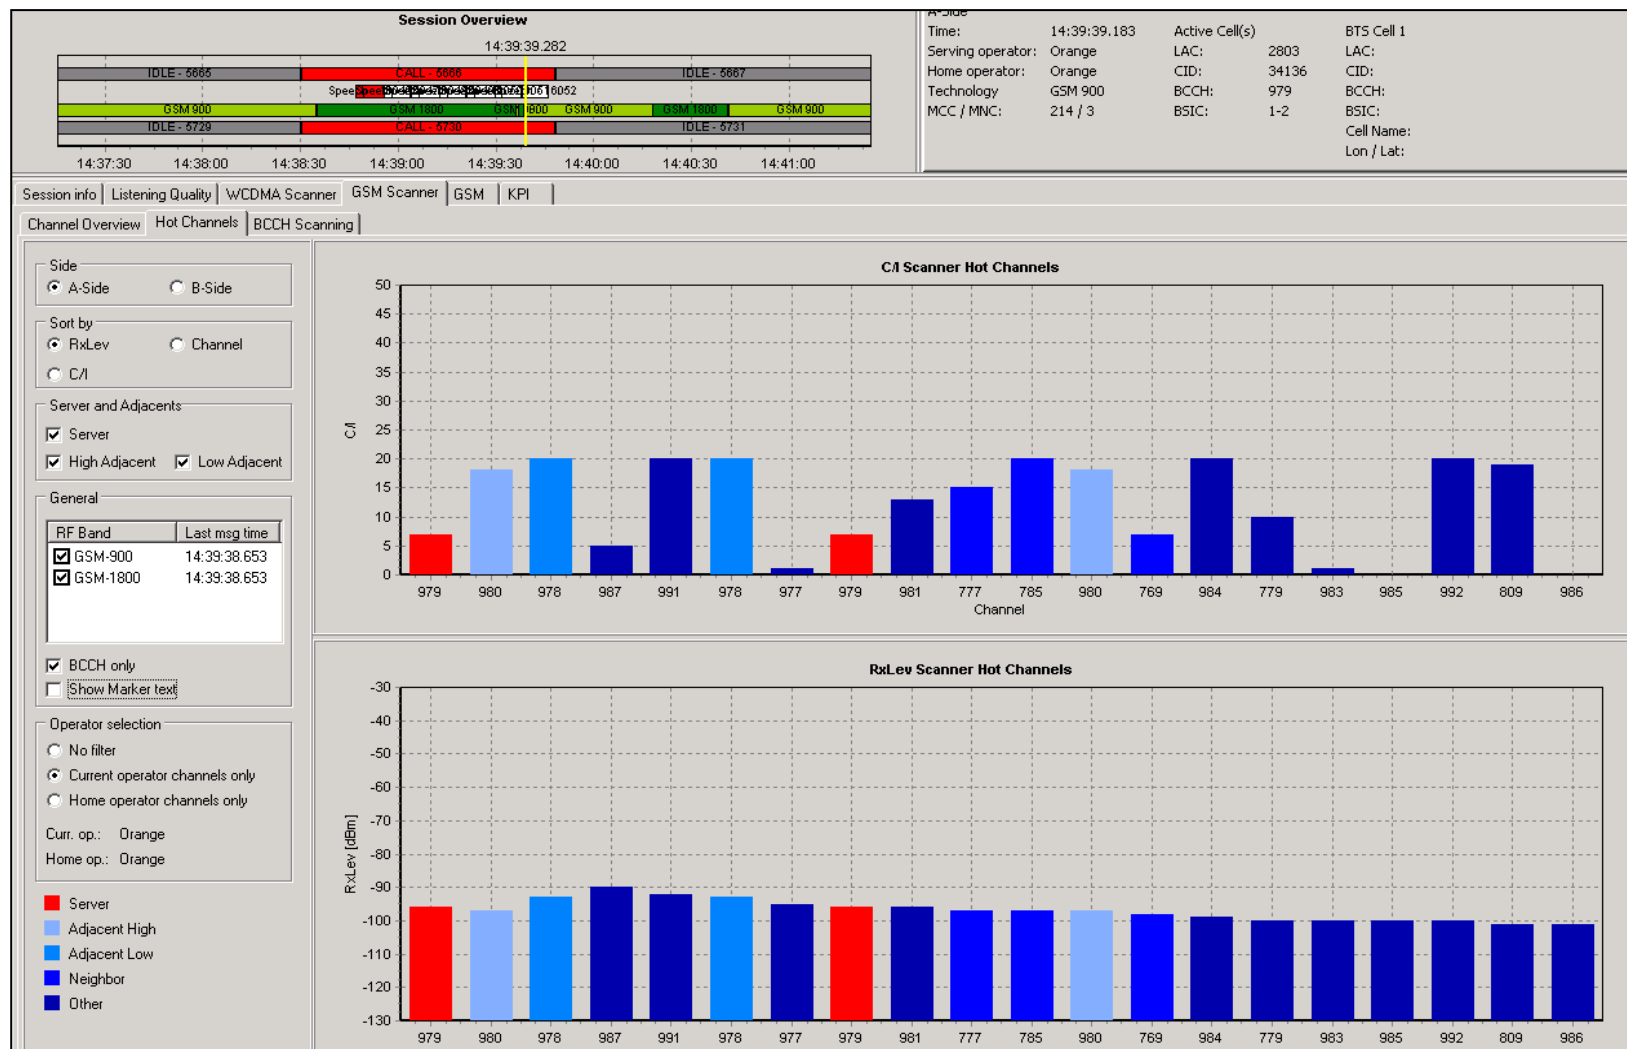 Session Overview
14:39:39.282
IDLE - 5665 CALL - 5666 IDLE - 5667
GSM 900 GSM 1800 GSM 900 GSM 1800 GSM 900
IDLE - 5729 CALL - 5730 IDLE - 5731
14:37:30 14:38:00 14:38:30 14:39:00 14:39:30 14:40:00 14:40:30 14:41:00
A-Side
Time: 14:39:39.183 Active Cell(s) BTS Cell 1
Serving operator: Orange LAC: 2803 LAC:
Home operator: Orange CID: 34136 CID:
Technology GSM 900 BCCH: 979 BCCH:
MCC / MNC: 214 / 3 BSIC: 1-2 BSIC:
Cell Name:
Lon / Lat:
Session info Listening Quality WCDMA Scanner GSM Scanner GSM KPI
Channel Overview Hot Channels BCCH Scanning
Side
A-Side B-Side
Sort by
RxLev Channel
C/I
Server and Adjacents
Server
High Adjacent Low Adjacent
General
RF Band Last msg time
GSM-900 14:39:38.653
GSM-1800 14:39:38.653
BCCH only
Show Marker text
Operator selection
No filter
Current operator channels only
Home operator channels only
Curr. op.: Orange
Home op.: Orange
Server
Adjacent High
Adjacent Low
Neighbor
Other
C/I Scanner Hot Channels
50
45
40
35
30
25
20
15
10
5
0
C/I
979 980 978 987 991 978 977 979 981 777 785 980 769 984 779 983 985 992 809 986
Channel
RxLev Scanner Hot Channels
-30
-40
-50
-60
-70
-80
-90
-100
-110
-120
-130
RxLev [dBm]
979 980 978 987 991 978 977 979 981 777 785 980 769 984 779 983 985 992 809 986